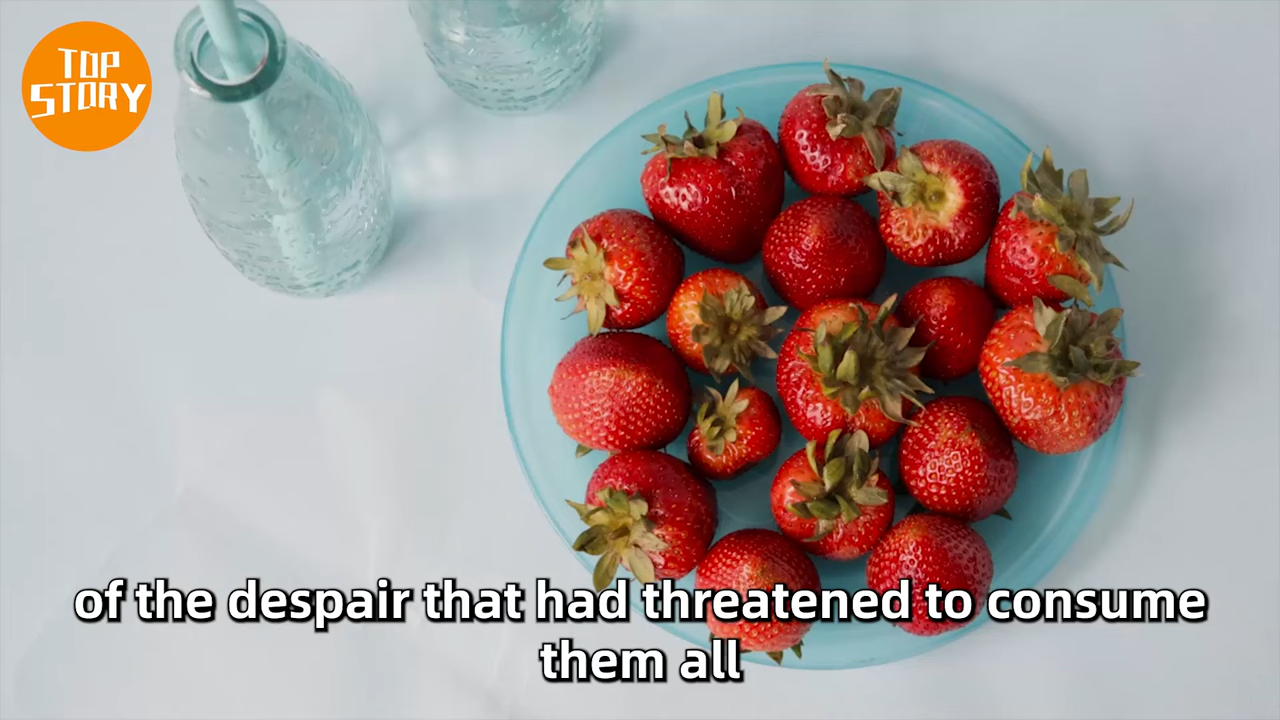 TOP
STORY
of the despair that had threatened to consume
them all